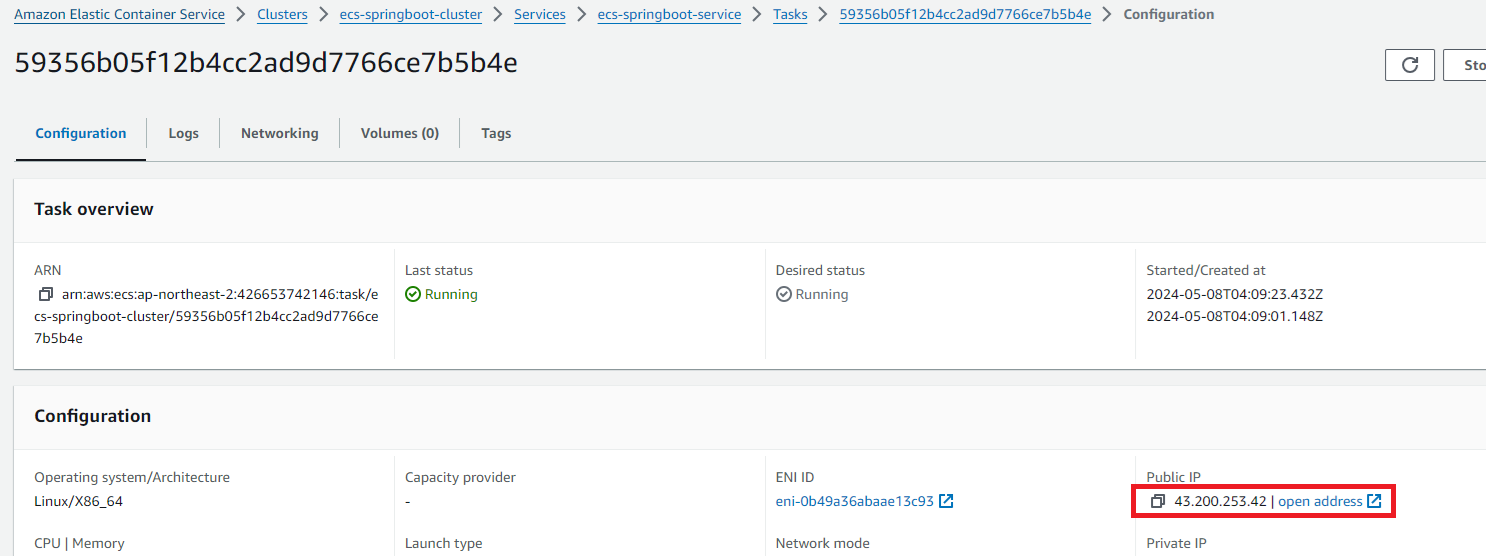 Amazon Elastic Container Service > Clusters > ecs-springboot-cluster > Services > ecs-springboot-service > Tasks > 59356b05f12b4cc2ad9d7766ce7b5b4e > Configuration
59356b05f12b4cc2ad9d7766ce7b5b4e
Sto
Configuration Logs Networking Volumes (0) Tags
Task overview
ARN
arn:aws:ecs:ap-northeast-2:426653742146:task/e
cs-springboot-cluster/59356b05f12b4cc2ad9d7766ce
7b5b4e
Last status
Running
Desired status
Running
Started/Created at
2024-05-08T04:09:23.432Z
2024-05-08T04:09:01.148Z
Configuration
Operating system/Architecture
Linux/X86_64
Capacity provider
-
ENI ID
eni-0b49a36abaae13c93
Public IP
43.200.253.42 | open address
CPU | Memory
Launch type
Network mode
Private IP